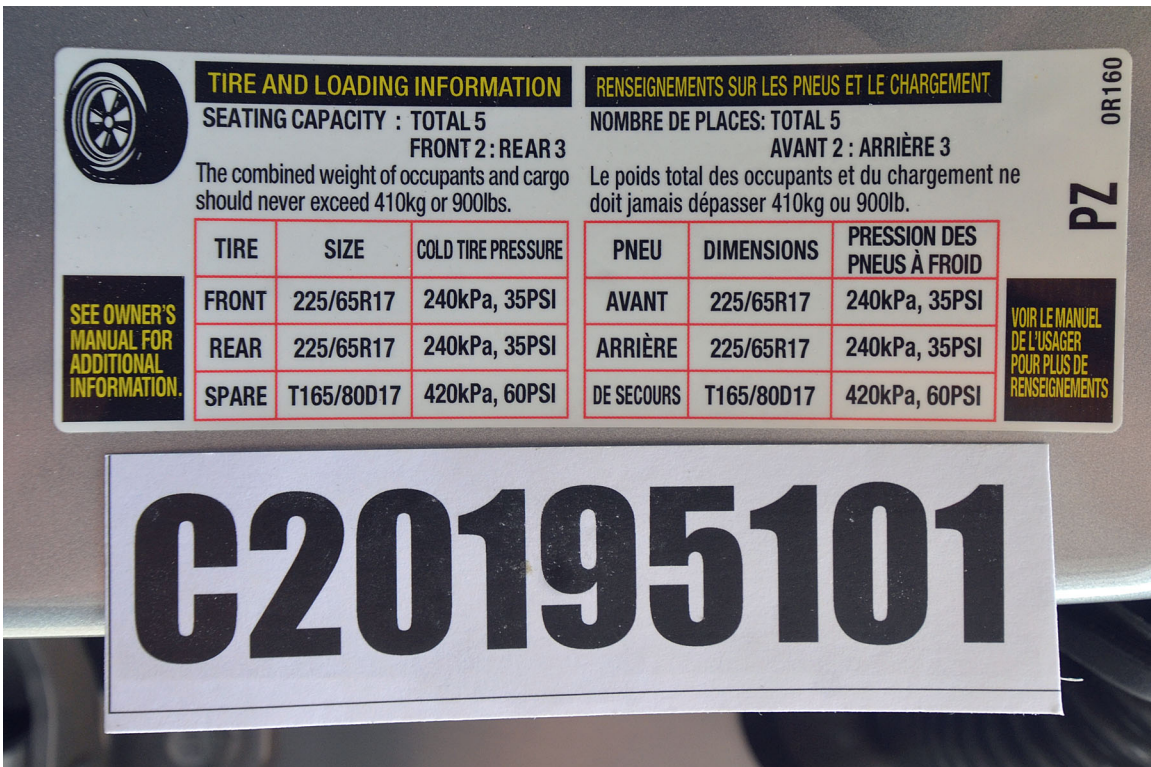 TIRE AND LOADING INFORMATION
SEATING CAPACITY : TOTAL 5
FRONT 2 : REAR 3
The combined weight of occupants and cargo
should never exceed 410kg or 900lbs.
TIRE SIZE COLD TIRE PRESSURE
FRONT 225/65R17 240kPa, 35PSI
REAR 225/65R17 240kPa, 35PSI
SPARE T165/80D17 420kPa, 60PSI
SEE OWNER'S
MANUAL FOR
ADDITIONAL
INFORMATION.
RENSEIGNEMENTS SUR LES PNEUS ET LE CHARGEMENT
NOMBRE DE PLACES: TOTAL 5
AVANT 2 : ARRIÈRE 3
Le poids total des occupants et du chargement ne
doit jamais dépasser 410kg ou 900lb.
PNEU DIMENSIONS PRESSION DES
PNEUS À FROID
AVANT 225/65R17 240kPa, 35PSI
ARRIÈRE 225/65R17 240kPa, 35PSI
DE SECOURS T165/80D17 420kPa, 60PSI
VOIR LE MANUEL
DE L'USAGER
POUR PLUS DE
RENSEIGNEMENTS
0R160
PZ
C20195101